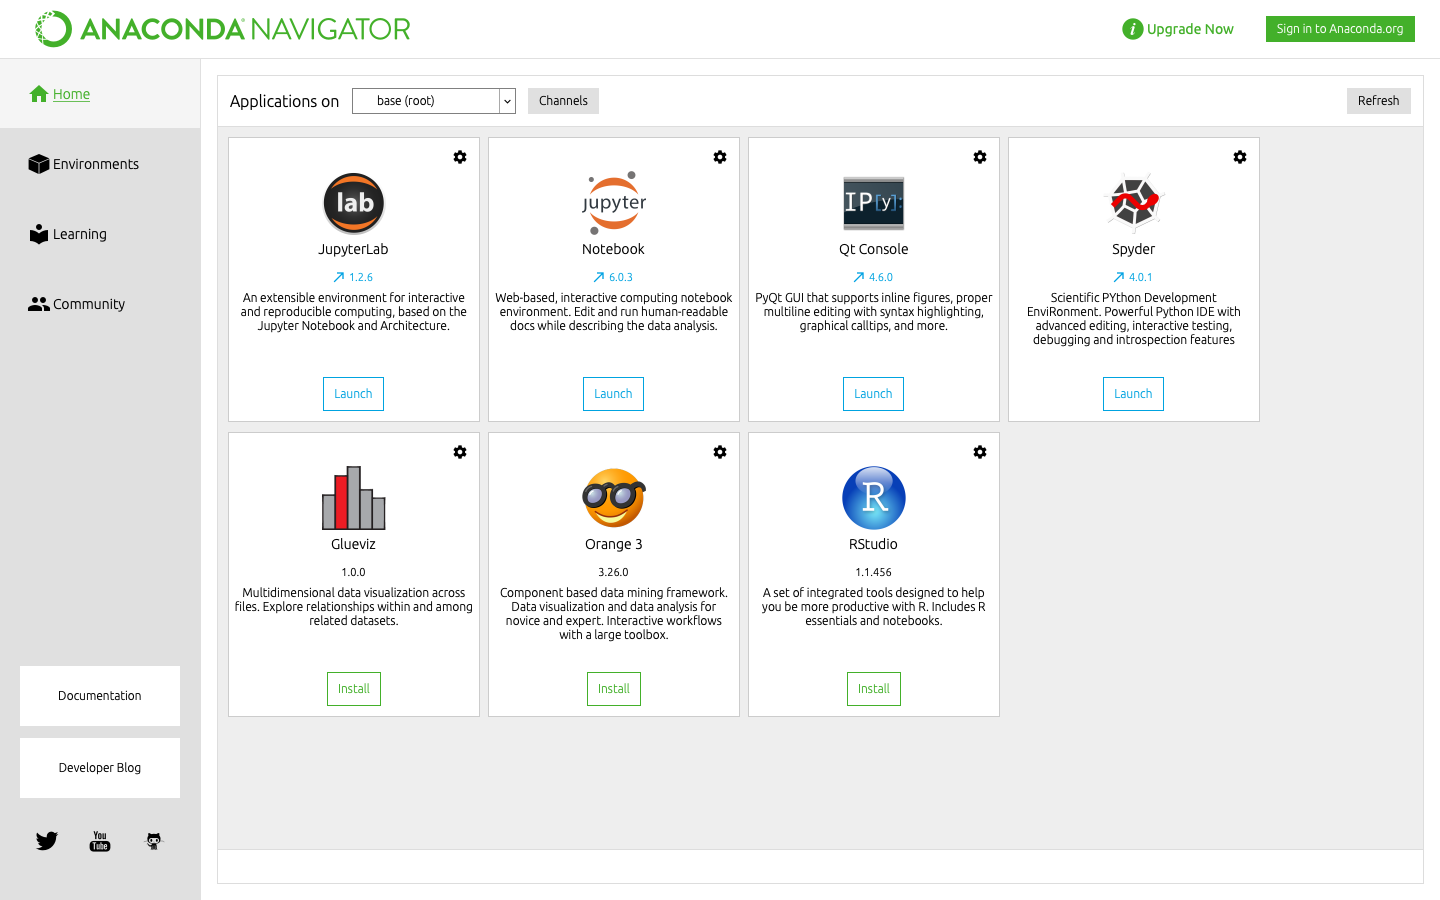 ANACONDA NAVIGATOR
Upgrade Now
Sign in to Anaconda.org
Home
Environments
Learning
Community
Documentation
Developer Blog
You
Tube
Applications on
base (root)
Channels
Refresh
lab
JupyterLab
1.2.6
An extensible environment for interactive
and reproducible computing, based on the
Jupyter Notebook and Architecture.
Launch
jupyter
Notebook
6.0.3
Web-based, interactive computing notebook
environment. Edit and run human-readable
docs while describing the data analysis.
Launch
IP[y]:
Qt Console
4.6.0
PyQt GUI that supports inline figures, proper
multiline editing with syntax highlighting,
graphical calltips, and more.
Launch
Spyder
4.0.1
Scientific PYthon Development
EnviRonment. Powerful Python IDE with
advanced editing, interactive testing,
debugging and introspection features
Launch
Glueviz
1.0.0
Multidimensional data visualization across
files. Explore relationships within and among
related datasets.
Install
Orange 3
3.26.0
Component based data mining framework.
Data visualization and data analysis for
novice and expert. Interactive workflows
with a large toolbox.
Install
R
RStudio
1.1.456
A set of integrated tools designed to help
you be more productive with R. Includes R
essentials and notebooks.
Install